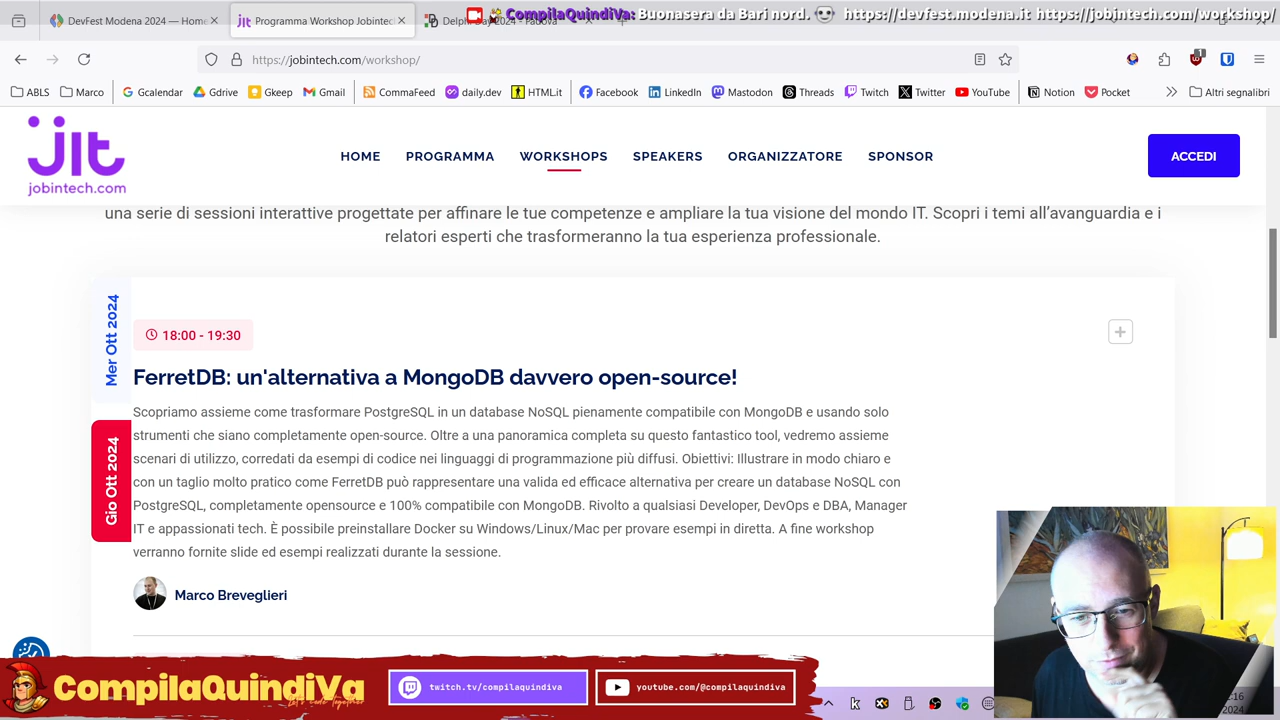 DevFest Modena 2024 — Home
Programma Workshop Jobintec
Delphi Day 2024 - Padova
CompilaQuindiVa: Buonasera da Bari nord. https://devfest.modena.it https://jobintech.com/workshop/
https://jobintech.com/workshop/
1
ABLS Marco Gcalendar Gdrive Gkeep Gmail CommaFeed daily.dev HTML.it Facebook LinkedIn Mastodon Threads Twitch Twitter YouTube Notion Pocket Altri segnalibri
jIt
jobintech.com
HOME PROGRAMMA WORKSHOPS SPEAKERS ORGANIZZATORE SPONSOR
ACCEDI
una serie di sessioni interattive progettate per affinare le tue competenze e ampliare la tua visione del mondo IT. Scopri i temi all'avanguardia e i
relatori esperti che trasformeranno la tua esperienza professionale.
Mer Ott 2024
Gio Ott 2024
18:00 - 19:30
FerretDB: un'alternativa a MongoDB davvero open-source!
Scopriamo assieme come trasformare PostgreSQL in un database NoSQL pienamente compatibile con MongoDB e usando solo
strumenti che siano completamente open-source. Oltre a una panoramica completa su questo fantastico tool, vedremo assieme
scenari di utilizzo, corredati da esempi di codice nei linguaggi di programmazione più diffusi. Obiettivi: Illustrare in modo chiaro e
con un taglio molto pratico come FerretDB può rappresentare una valida ed efficace alternativa per creare un database NoSQL con
PostgreSQL, completamente opensource e 100% compatibile con MongoDB. Rivolto a qualsiasi Developer, DevOps e DBA, Manager
IT e appassionati tech. È possibile preinstallare Docker su Windows/Linux/Mac per provare esempi in diretta. A fine workshop
verranno fornite slide ed esempi realizzati durante la sessione.
Marco Breveglieri
CompilaQuindiVa
Let's code Together
twitch.tv/compilaquindiva
youtube.com/@compilaquindiva
:16
2024